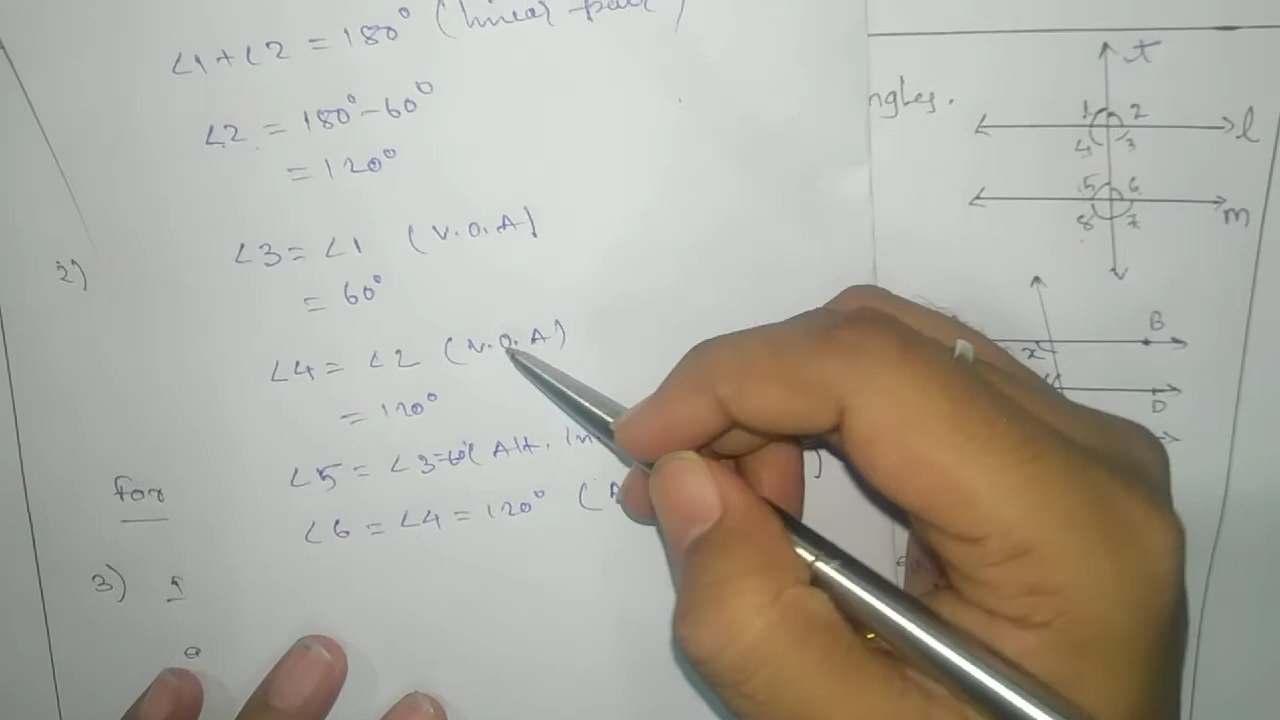 ∠1+∠2 = 180° (linear pair)
∠2 = 180°-60°
= 120°
2)
∠3 = ∠1 (V.O.A)
= 60°
∠4 = ∠2 (V.O.A)
= 120°
∠5 = ∠3=60°( Alt. In
for
∠6 = ∠4 = 120° (A
3)
ngles.
t
1 2
l
4 3
5 6
m
8 7
B
x
D